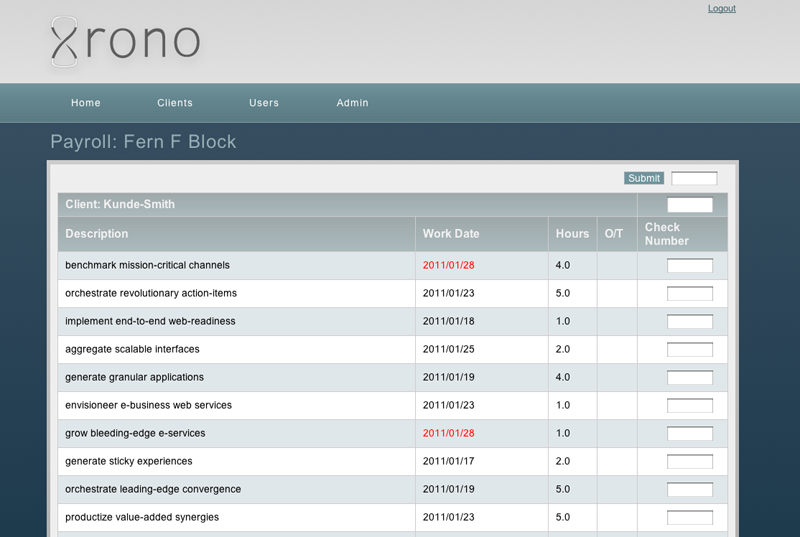 Logout
Xrono
Home Clients Users Admin
Payroll: Fern F Block
Submit
Client: Kunde-Smith
Description Work Date Hours O/T Check Number
benchmark mission-critical channels 2011/01/28 4.0
orchestrate revolutionary action-items 2011/01/23 5.0
implement end-to-end web-readiness 2011/01/18 1.0
aggregate scalable interfaces 2011/01/25 2.0
generate granular applications 2011/01/19 4.0
envisioneer e-business web services 2011/01/23 1.0
grow bleeding-edge e-services 2011/01/28 1.0
generate sticky experiences 2011/01/17 2.0
orchestrate leading-edge convergence 2011/01/19 5.0
productize value-added synergies 2011/01/23 5.0